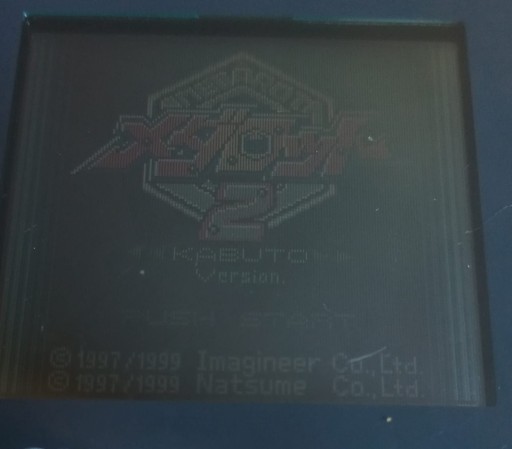 MEDAROT
メダロット
2
KABUTO
Version
PUSH START
©1997/1999 Imagineer Co.,Ltd.
©1997/1999 Natsume Co.,Ltd.